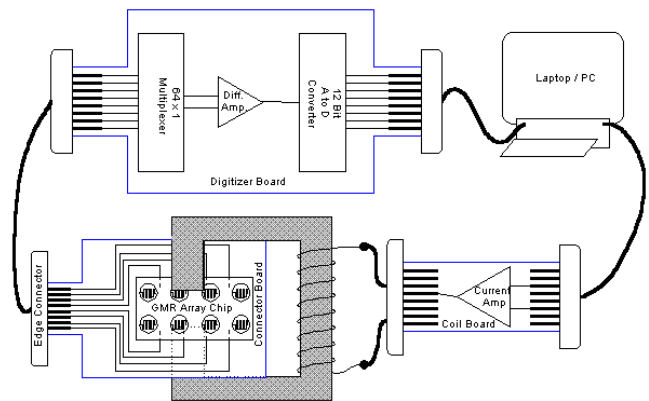 64 x 1
Multiplexer
Diff.
Amp.
12 Bit
A to D
Converter
Laptop / PC
Digitizer Board
Edge Connector
GMR Array Chip
Connector Board
Current
Amp
Coil Board